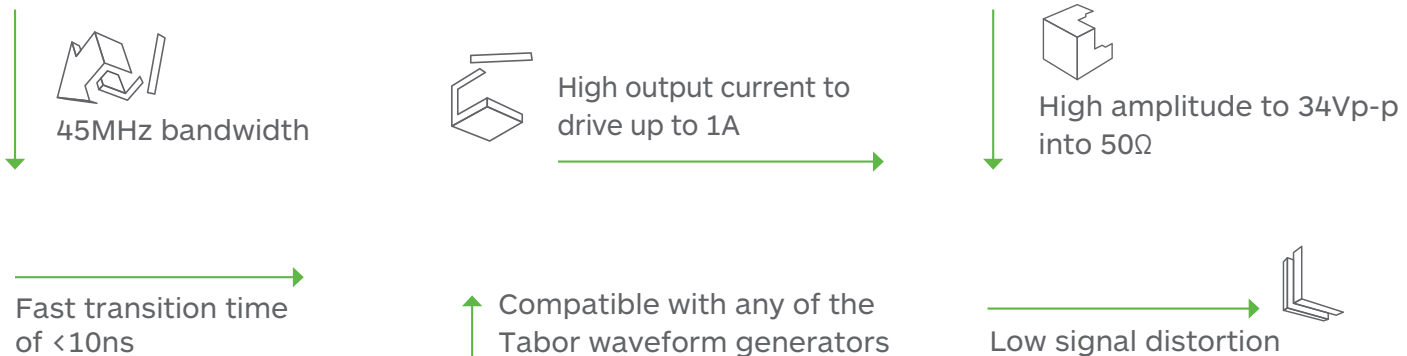 45MHz bandwidth
High output current to
drive up to 1A
High amplitude to 34Vp-p
into 50Ω
Fast transition time
of <10ns
Compatible with any of the
Tabor waveform generators
Low signal distortion